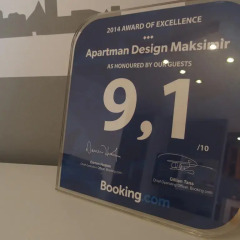 2014 AWARD OF EXCELLENCE
Apartman Design Maksimir
AS HONOURED BY OUR GUESTS
9,1
/10
Booking.com